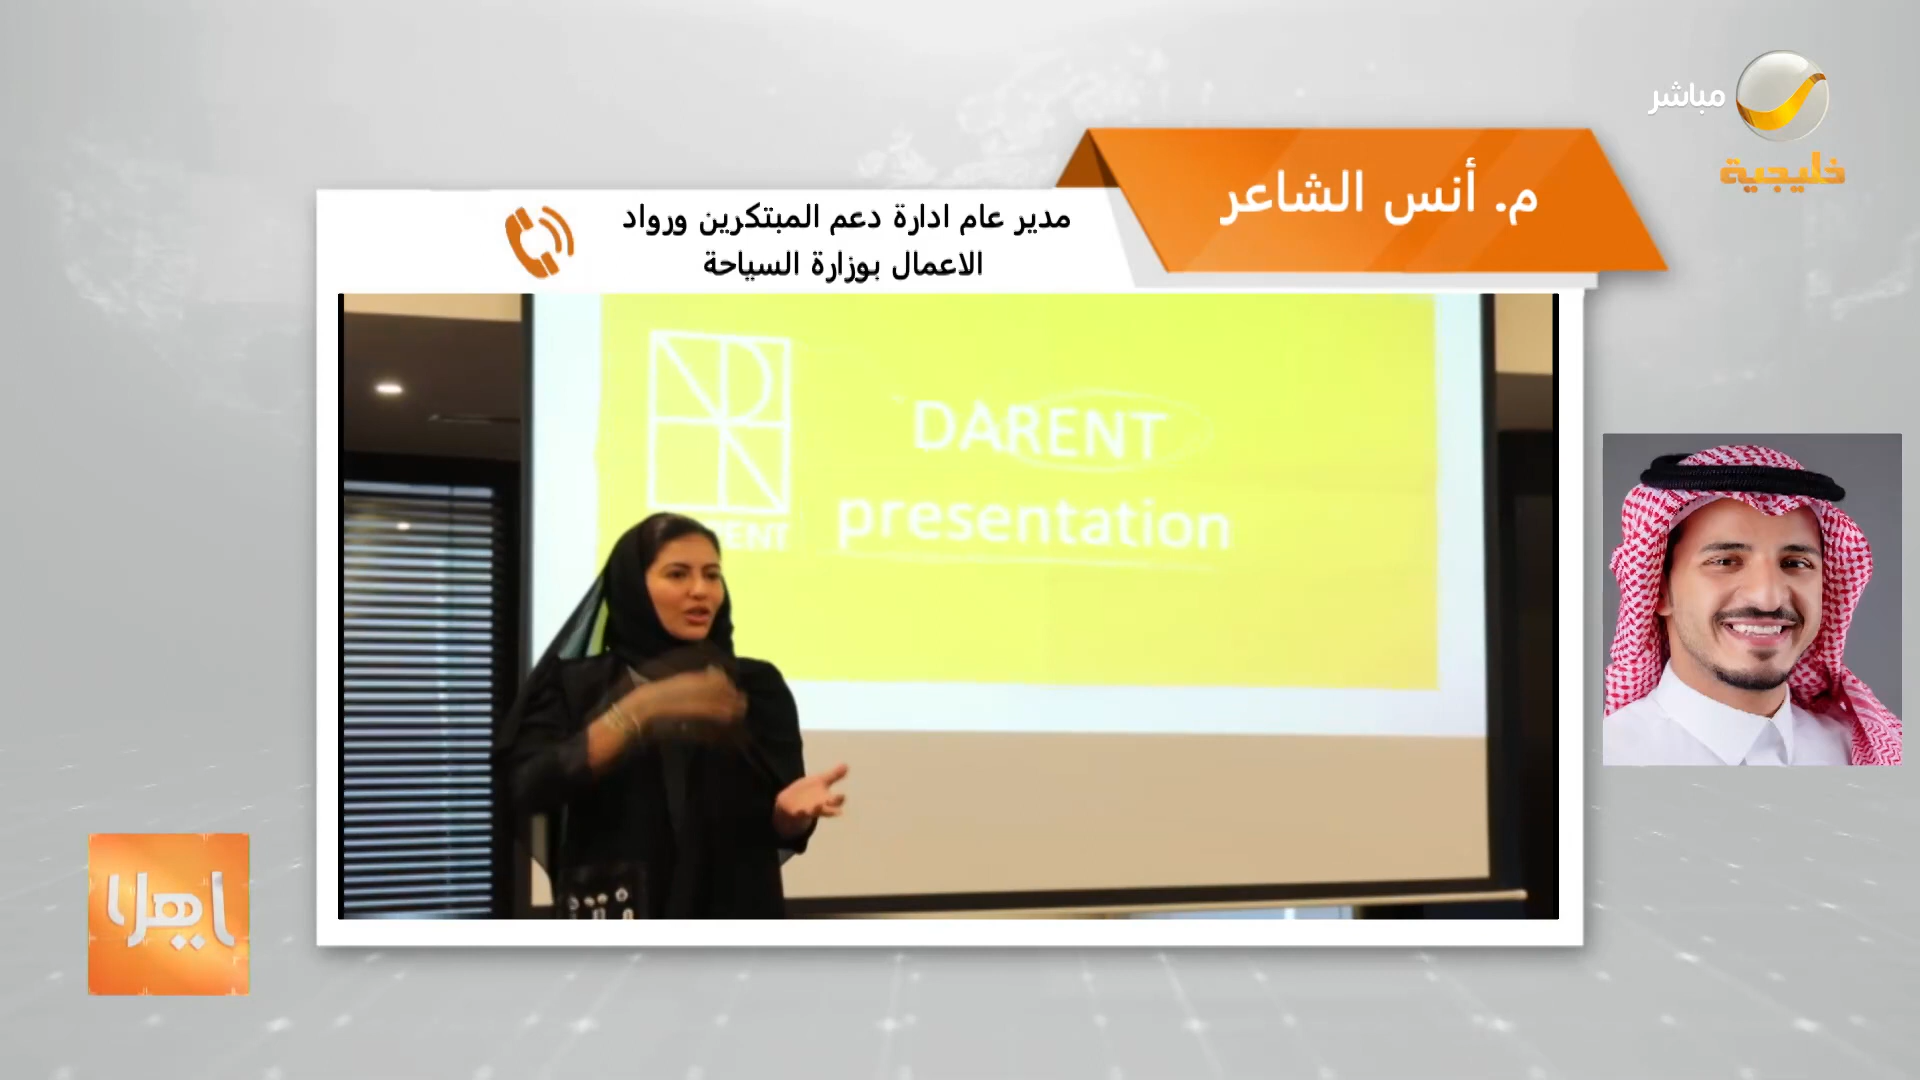 مباشر
خليجية
م. أنس الشاعر
مدير عام ادارة دعم المبتكرين ورواد
الاعمال بوزارة السياحة
DARENT
presentation
ياهلا